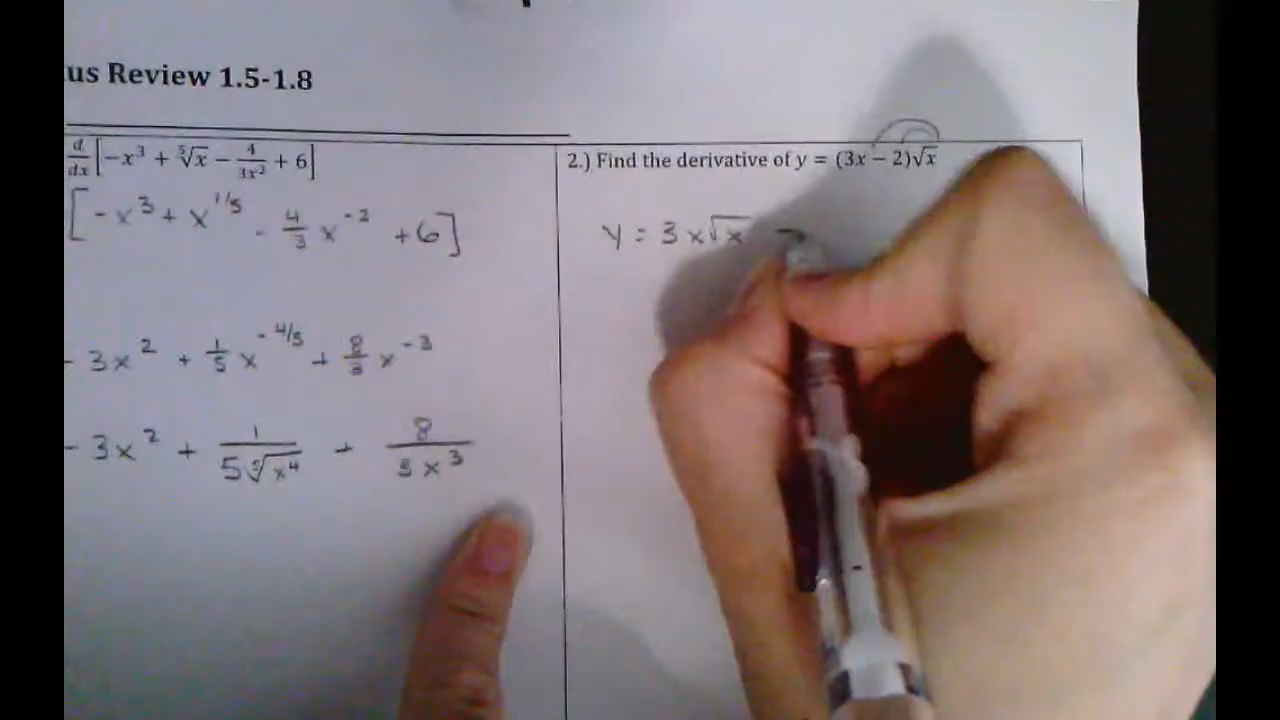 us Review 1.5-1.8
d/dx [−x³ + ⁵√x − 4/3x² + 6]
[-x³ + x^1/5 - 4/3 x^-2 + 6]
- 3x² + 1/5 x^-4/5 + 8/3 x^-3
- 3x² + 1/5⁵√x⁴ + 8/3x³
2.) Find the derivative of y = (3x − 2)√x
y = 3x√x -